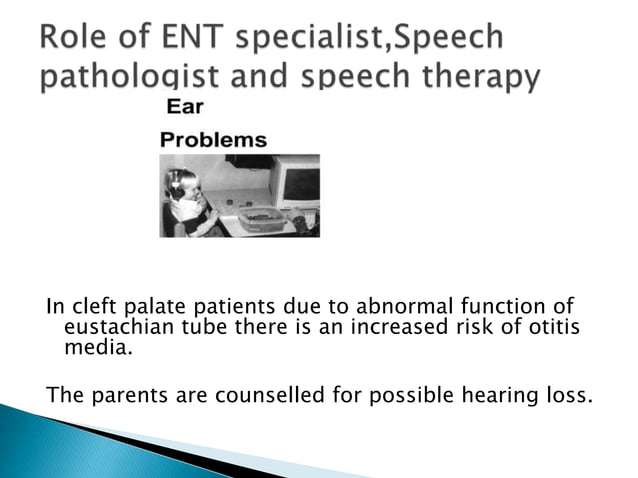 Role of ENT specialist,Speech
pathologist and speech therapy
Ear
Problems
In cleft palate patients due to abnormal function of
eustachian tube there is an increased risk of otitis
media.
The parents are counselled for possible hearing loss.